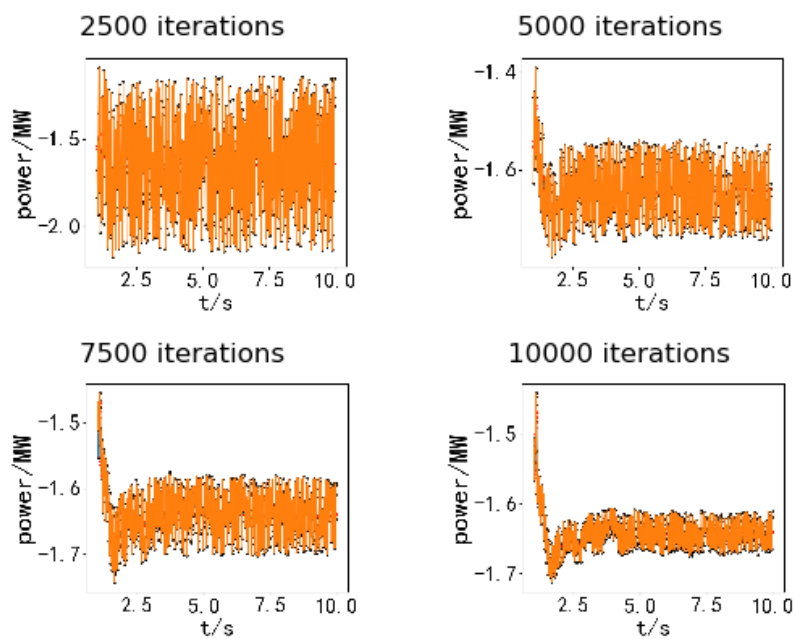 2500 iterations
5000 iterations
power/MW
-1.5
-2.0
2.5 5.0 7.5 10.0
t/s
power/MW
-1.4
-1.6
2.5 5.0 7.5 10.0
t/s
7500 iterations
10000 iterations
power/MW
-1.5
-1.6
-1.7
2.5 5.0 7.5 10.0
t/s
power/MW
-1.5
-1.6
-1.7
2.5 5.0 7.5 10.0
t/s